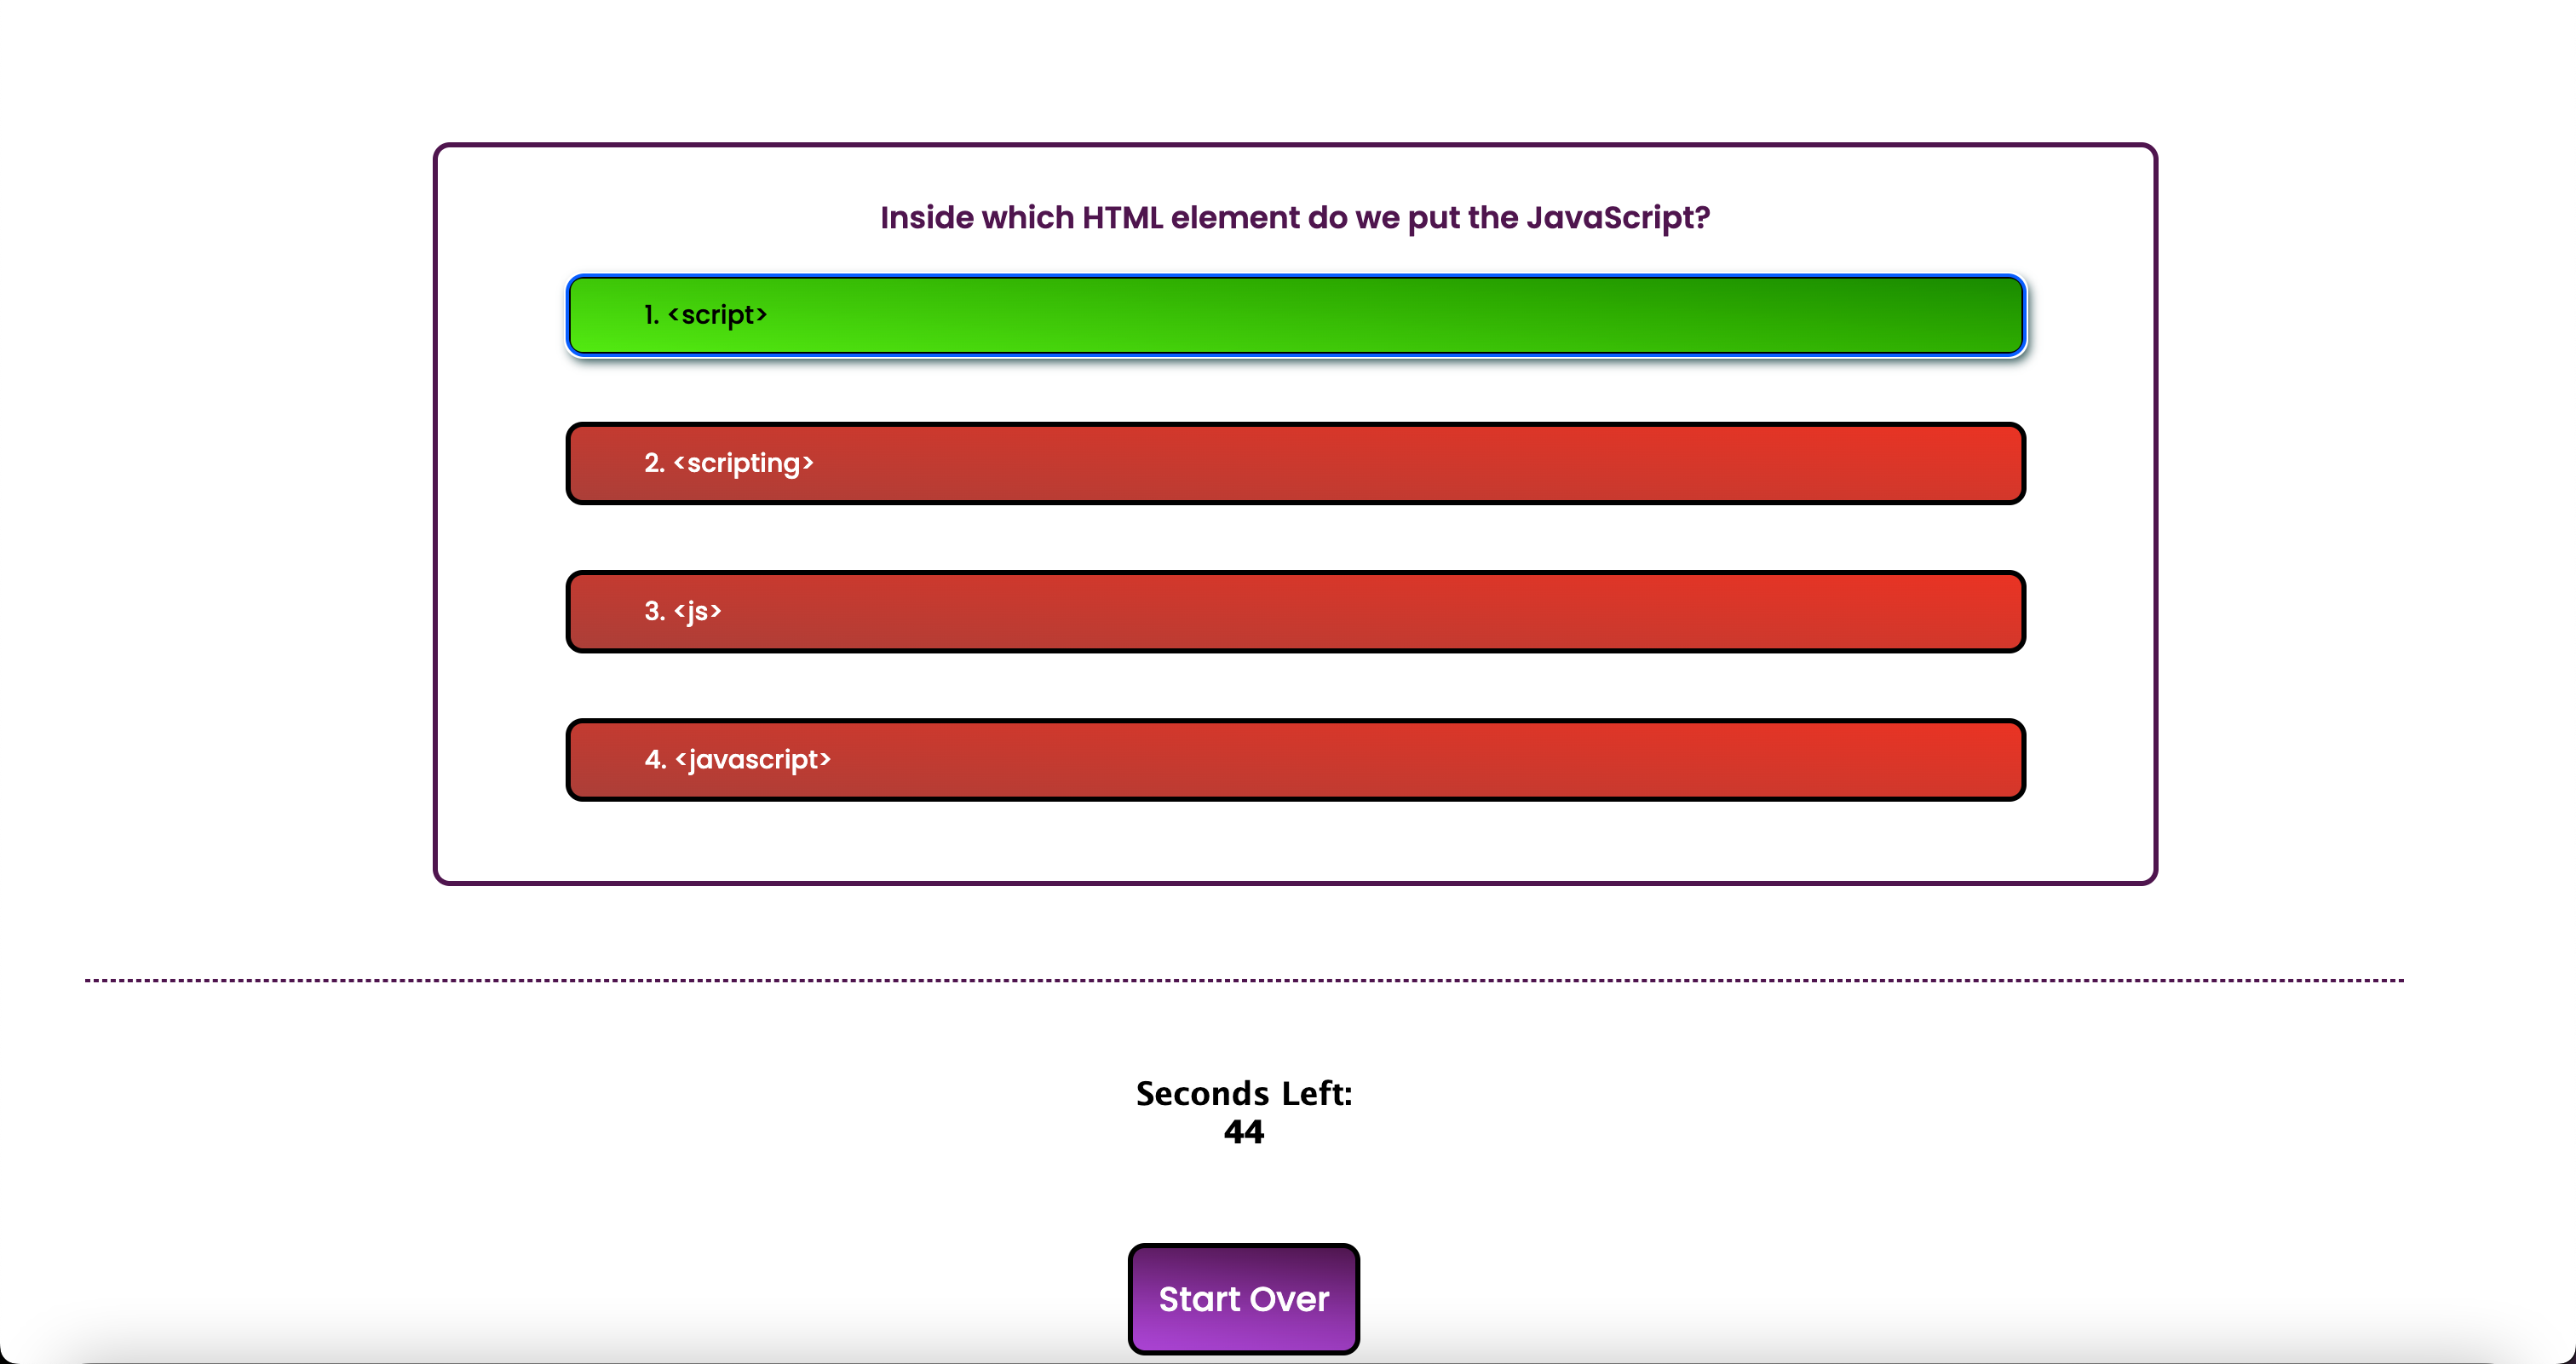 Inside which HTML element do we put the JavaScript?
1. <script>
2. <scripting>
3. <js>
4. <javascript>
Seconds Left:
44
Start Over